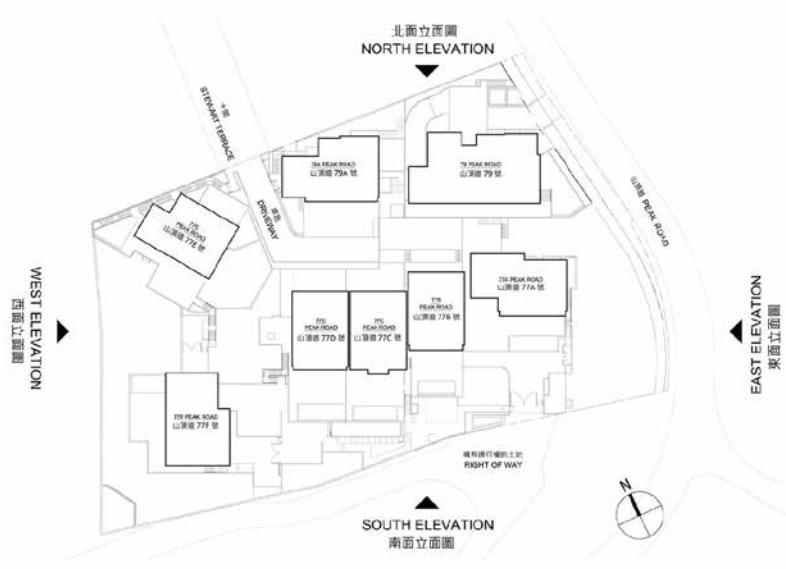 北面立面圖
NORTH ELEVATION
STEWART TERRACE
79A PEAK ROAD
山頂道 79A 號
79 PEAK ROAD
山頂道 79 號
山頂道 PEAK ROAD
DRIVEWAY
77E
PEAK ROAD
山頂道 77E 號
77A PEAK ROAD
山頂道 77A 號
WEST ELEVATION
西面立面圖
77D
PEAK ROAD
山頂道 77D 號
77C
PEAK ROAD
山頂道 77C 號
77B
PEAK ROAD
山頂道 77B 號
EAST ELEVATION
東面立面圖
77F PEAK ROAD
山頂道 77F 號
RIGHT OF WAY
N
SOUTH ELEVATION
南面立面圖